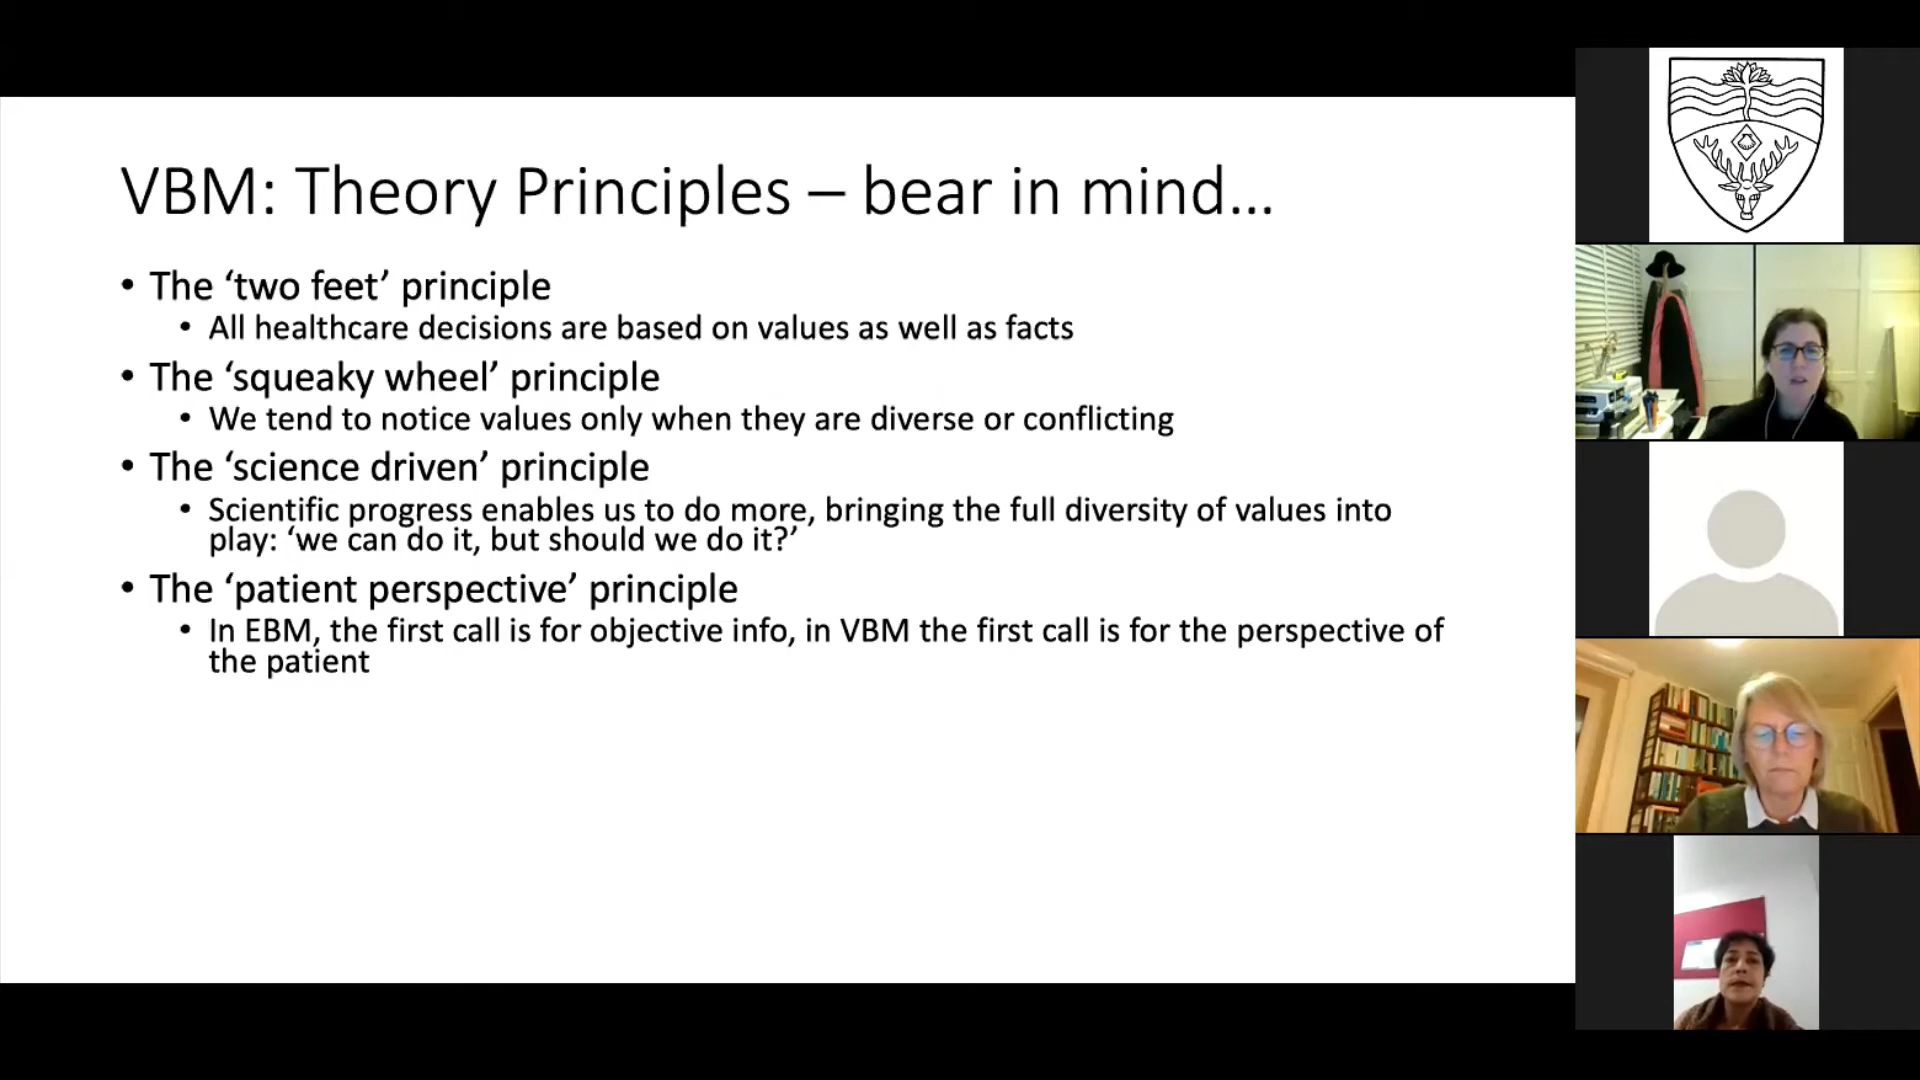 VBM: Theory Principles – bear in mind...
• The ‘two feet’ principle
• All healthcare decisions are based on values as well as facts
• The ‘squeaky wheel’ principle
• We tend to notice values only when they are diverse or conflicting
• The ‘science driven’ principle
• Scientific progress enables us to do more, bringing the full diversity of values into
play: ‘we can do it, but should we do it?’
• The ‘patient perspective’ principle
• In EBM, the first call is for objective info, in VBM the first call is for the perspective of
the patient